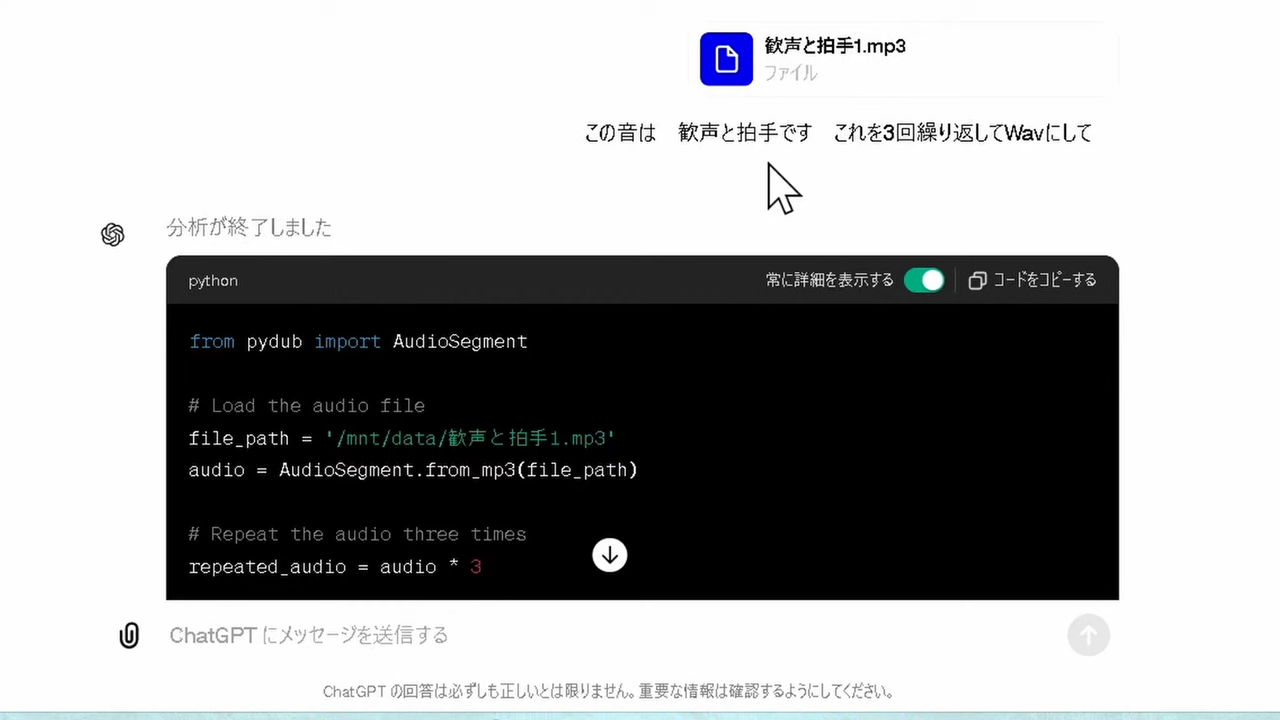 歓声と拍手1.mp3
ファイル
この音は　歓声と拍手です　これを3回繰り返してWavにして
分析が終了しました
python 常に詳細を表示する コードをコピーする
from pydub import AudioSegment
# Load the audio file
file_path = '/mnt/data/歓声と拍手1.mp3'
audio = AudioSegment.from_mp3(file_path)
# Repeat the audio three times
repeated_audio = audio * 3
ChatGPT にメッセージを送信する
ChatGPT の回答は必ずしも正しいとは限りません。重要な情報は確認するようにしてください。